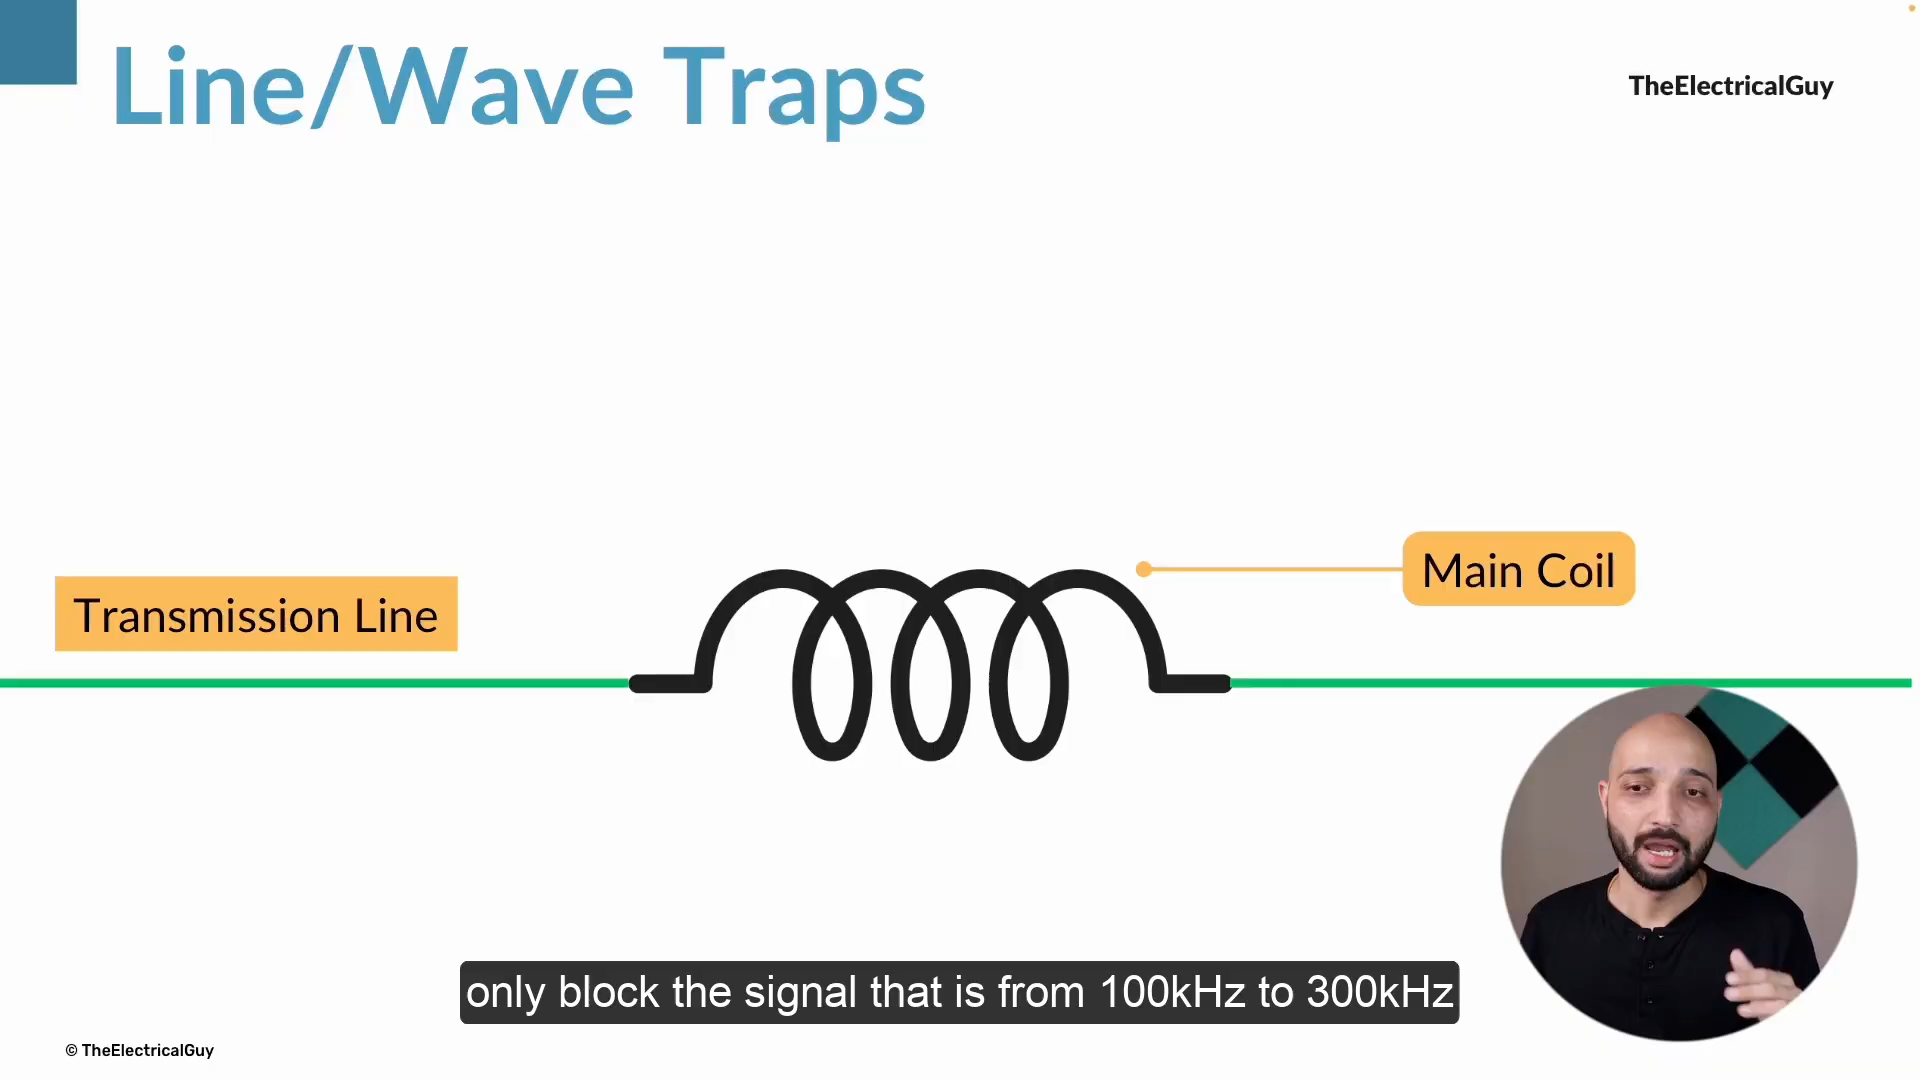 Line/Wave Traps
TheElectricalGuy
Main Coil
Transmission Line
only block the signal that is from 100kHz to 300kHz
© TheElectricalGuy